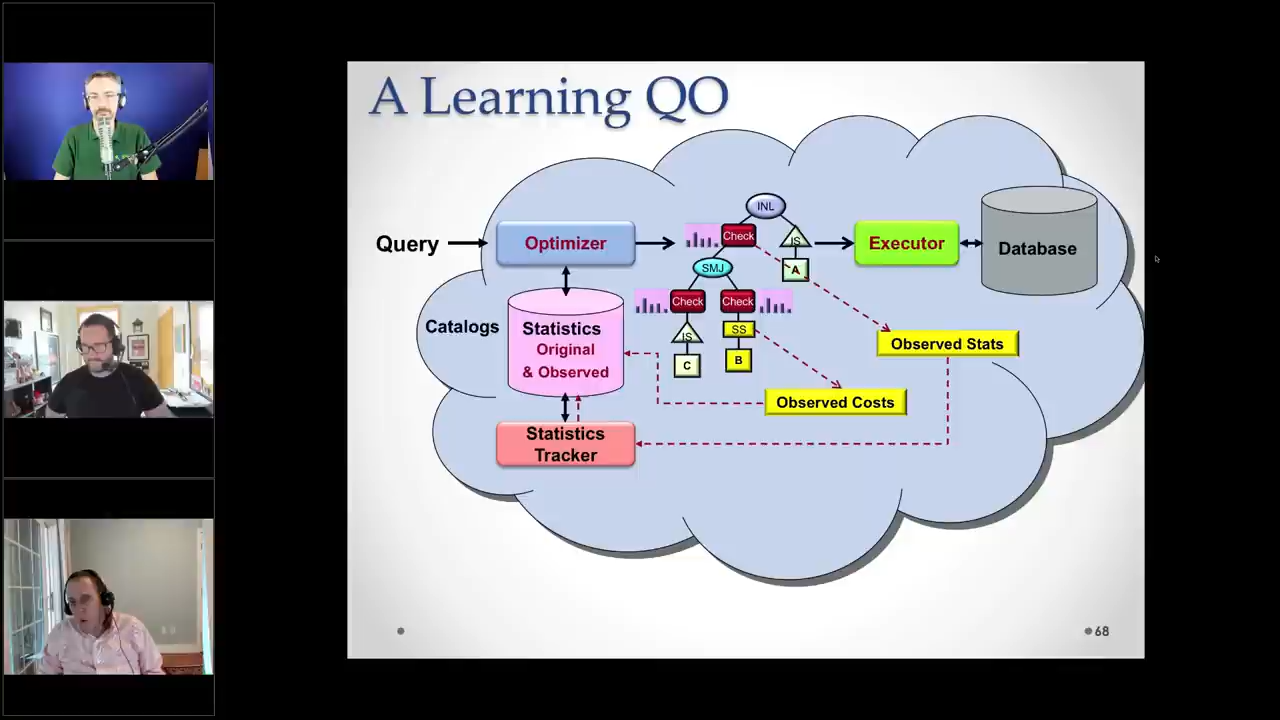 A Learning QO
INL
Query
Optimizer
Check
IS
Executor
Database
A
SMJ
Catalogs
Statistics
Original
& Observed
Check
Check
IS
SS
C
B
Observed Stats
Observed Costs
Statistics
Tracker
68